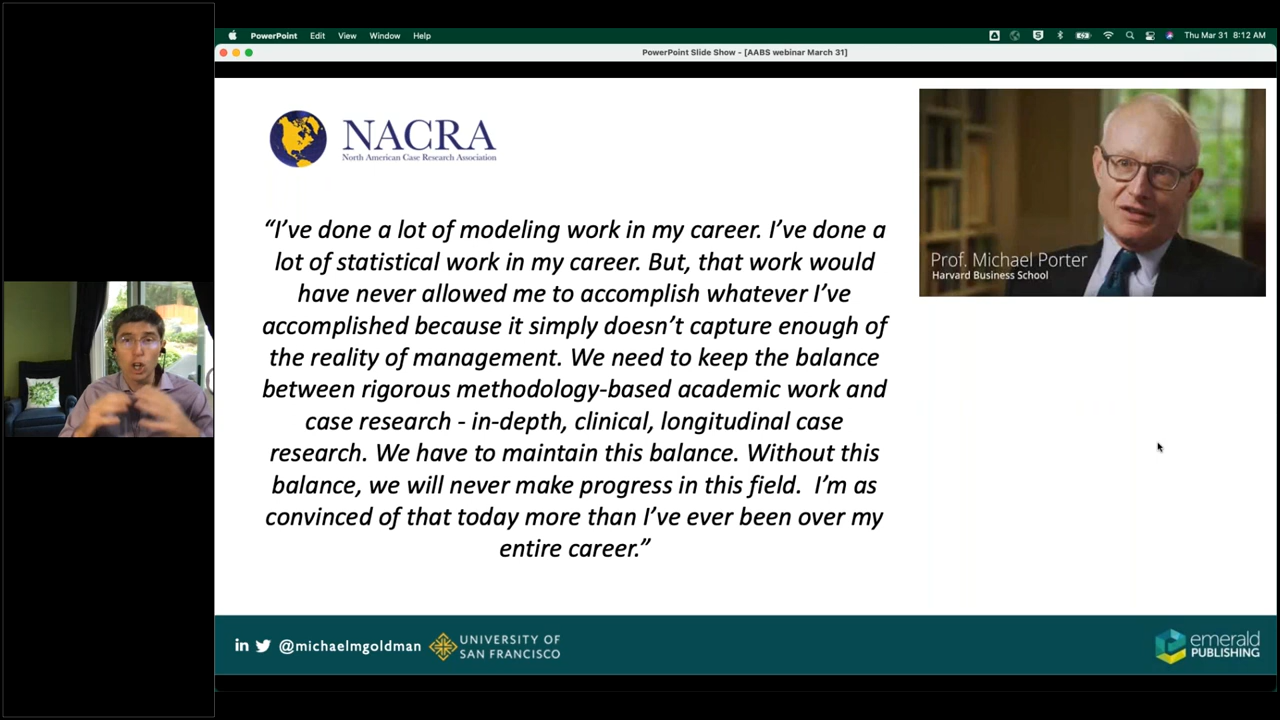 PowerPoint Edit View Window Help Thu Mar 31 8:12 AM
PowerPoint Slide Show - [AABS webinar March 31]
NACRA
North American Case Research Association
“I’ve done a lot of modeling work in my career. I’ve done a
lot of statistical work in my career. But, that work would
have never allowed me to accomplish whatever I’ve
accomplished because it simply doesn’t capture enough of
the reality of management. We need to keep the balance
between rigorous methodology-based academic work and
case research - in-depth, clinical, longitudinal case
research. We have to maintain this balance. Without this
balance, we will never make progress in this field.  I’m as
convinced of that today more than I’ve ever been over my
entire career.”
Prof. Michael Porter
Harvard Business School
in @michaelmgoldman
UNIVERSITY OF
SAN FRANCISCO
emerald
PUBLISHING